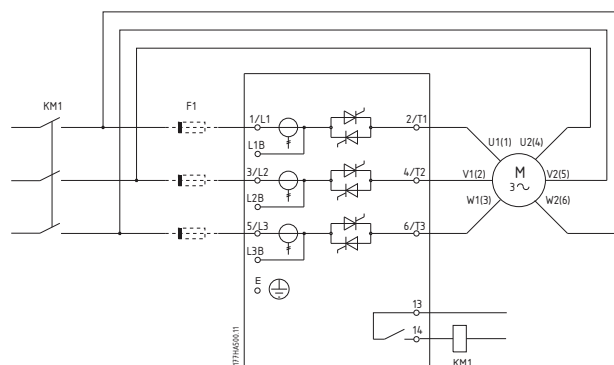 KM1
F1
1/L1
2/T1
L1B
3/L2
4/T2
L2B
5/L3
6/T3
L3B
E
U1(1)
U2(4)
V1(2)
M
3~
V2(5)
W1(3)
W2(6)
13
14
KM1
177HA500.11